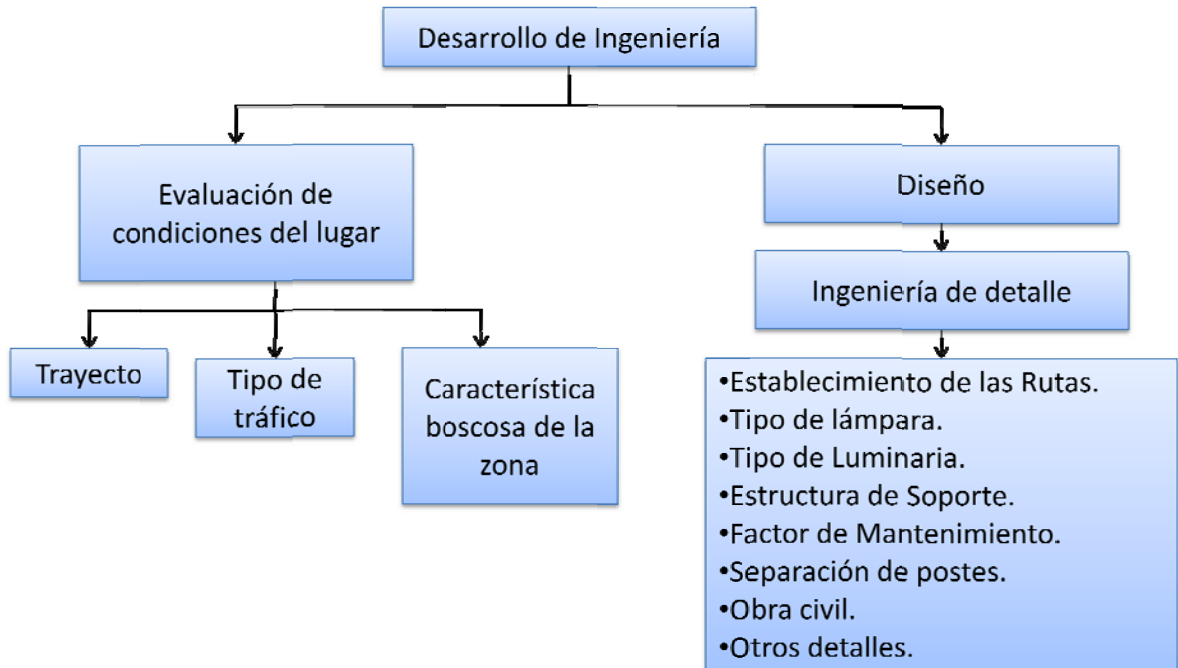 Desarrollo de Ingeniería
Evaluación de
condiciones del lugar
Diseño
Ingeniería de detalle
Trayecto
Tipo de
tráfico
Característica
boscosa de la
zona
•Establecimiento de las Rutas.
•Tipo de lámpara.
•Tipo de Luminaria.
•Estructura de Soporte.
•Factor de Mantenimiento.
•Separación de postes.
•Obra civil.
•Otros detalles.